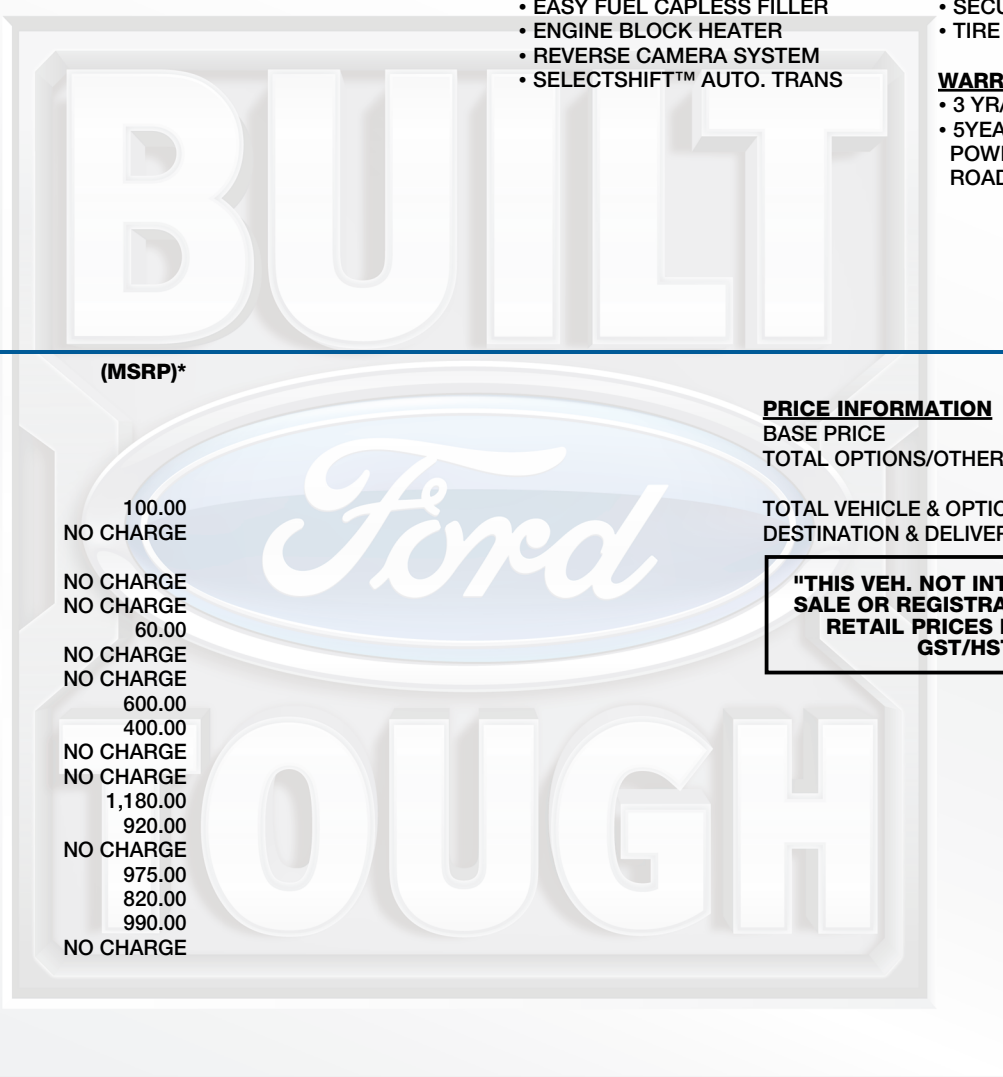 • EASY FUEL CAPLESS FILLER
• ENGINE BLOCK HEATER
• REVERSE CAMERA SYSTEM
• SELECTSHIFT™ AUTO. TRANS
• SECU
• TIRE
WARR
• 3 YR/
• 5YEA
POWE
ROAD
BUILT
Ford
TOUGH
(MSRP)*
100.00
NO CHARGE
NO CHARGE
NO CHARGE
60.00
NO CHARGE
NO CHARGE
600.00
400.00
NO CHARGE
NO CHARGE
1,180.00
920.00
NO CHARGE
975.00
820.00
990.00
NO CHARGE
PRICE INFORMATION
BASE PRICE
TOTAL OPTIONS/OTHER
TOTAL VEHICLE & OPTIO
DESTINATION & DELIVER
"THIS VEH. NOT INT
SALE OR REGISTRA
RETAIL PRICES
GST/HST